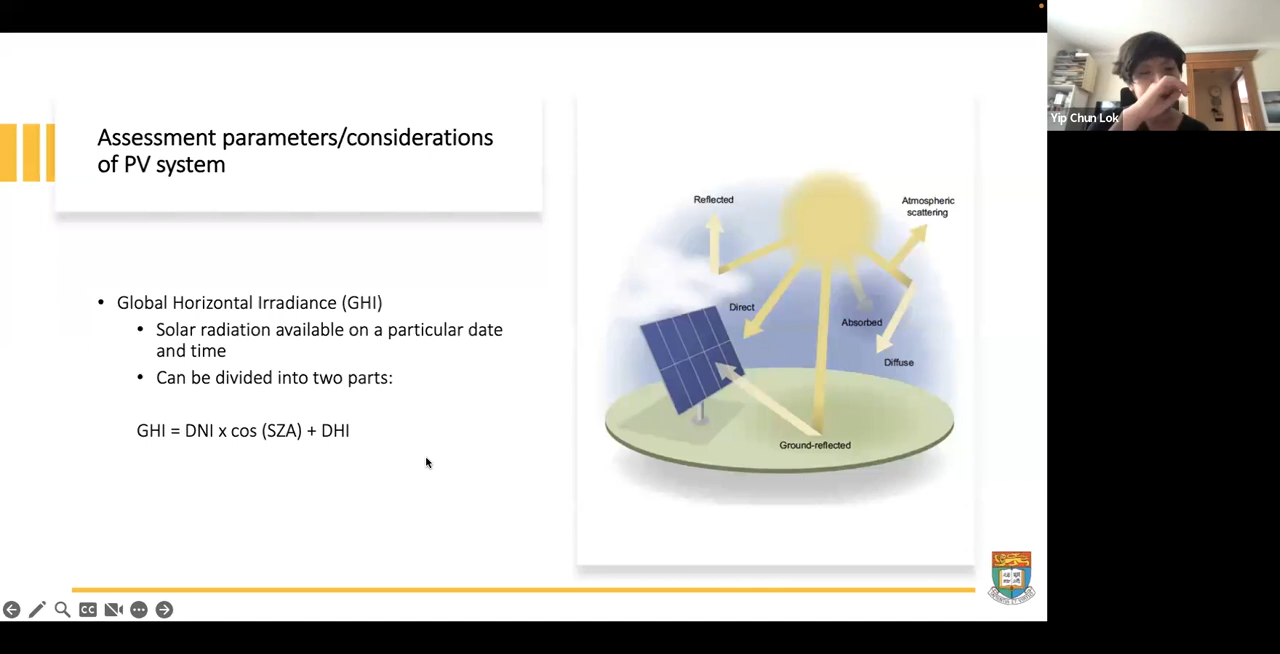 Assessment parameters/considerations
of PV system
• Global Horizontal Irradiance (GHI)
• Solar radiation available on a particular date
and time
• Can be divided into two parts:
GHI = DNI x cos (SZA) + DHI
Reflected
Atmospheric
scattering
Direct
Absorbed
Diffuse
Ground-reflected
Yip Chun Lok
CC